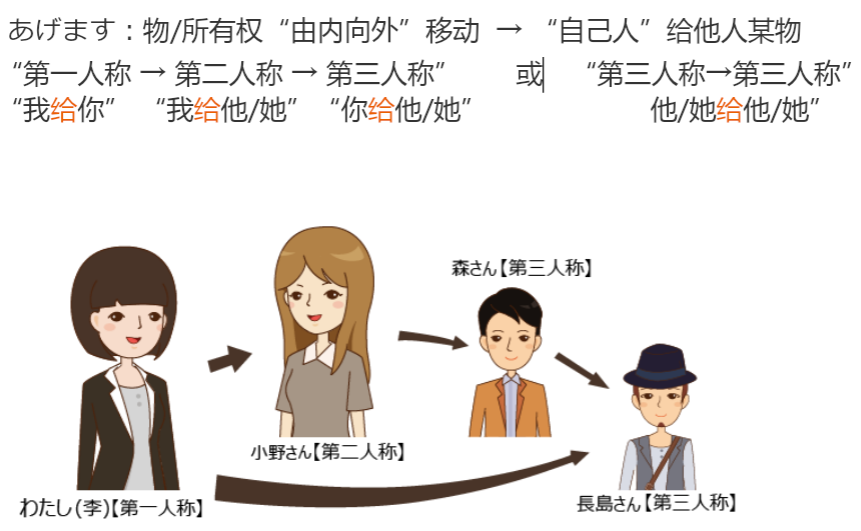 あげます：物/所有权“由内向外”移动 → “自己人”给他人某物
“第一人称 → 第二人称 → 第三人称” 或 “第三人称→第三人称”
“我给你” “我给他/她” “你给他/她” 他/她给他/她”
森さん【第三人称】
小野さん【第二人称】
わたし(李)【第一人称】
長島さん【第三人称】